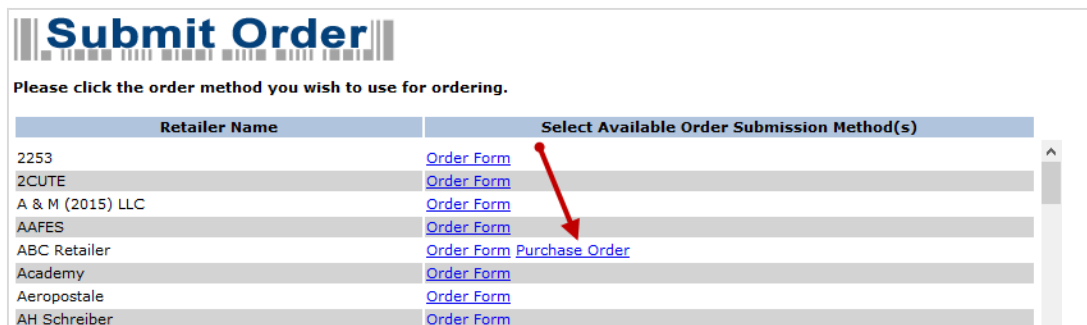 Submit Order
Please click the order method you wish to use for ordering.
Retailer Name Select Available Order Submission Method(s)
2253 Order Form
2CUTE Order Form
A & M (2015) LLC Order Form
AAFES Order Form
ABC Retailer Order Form Purchase Order
Academy Order Form
Aeropostale Order Form
AH Schreiber Order Form